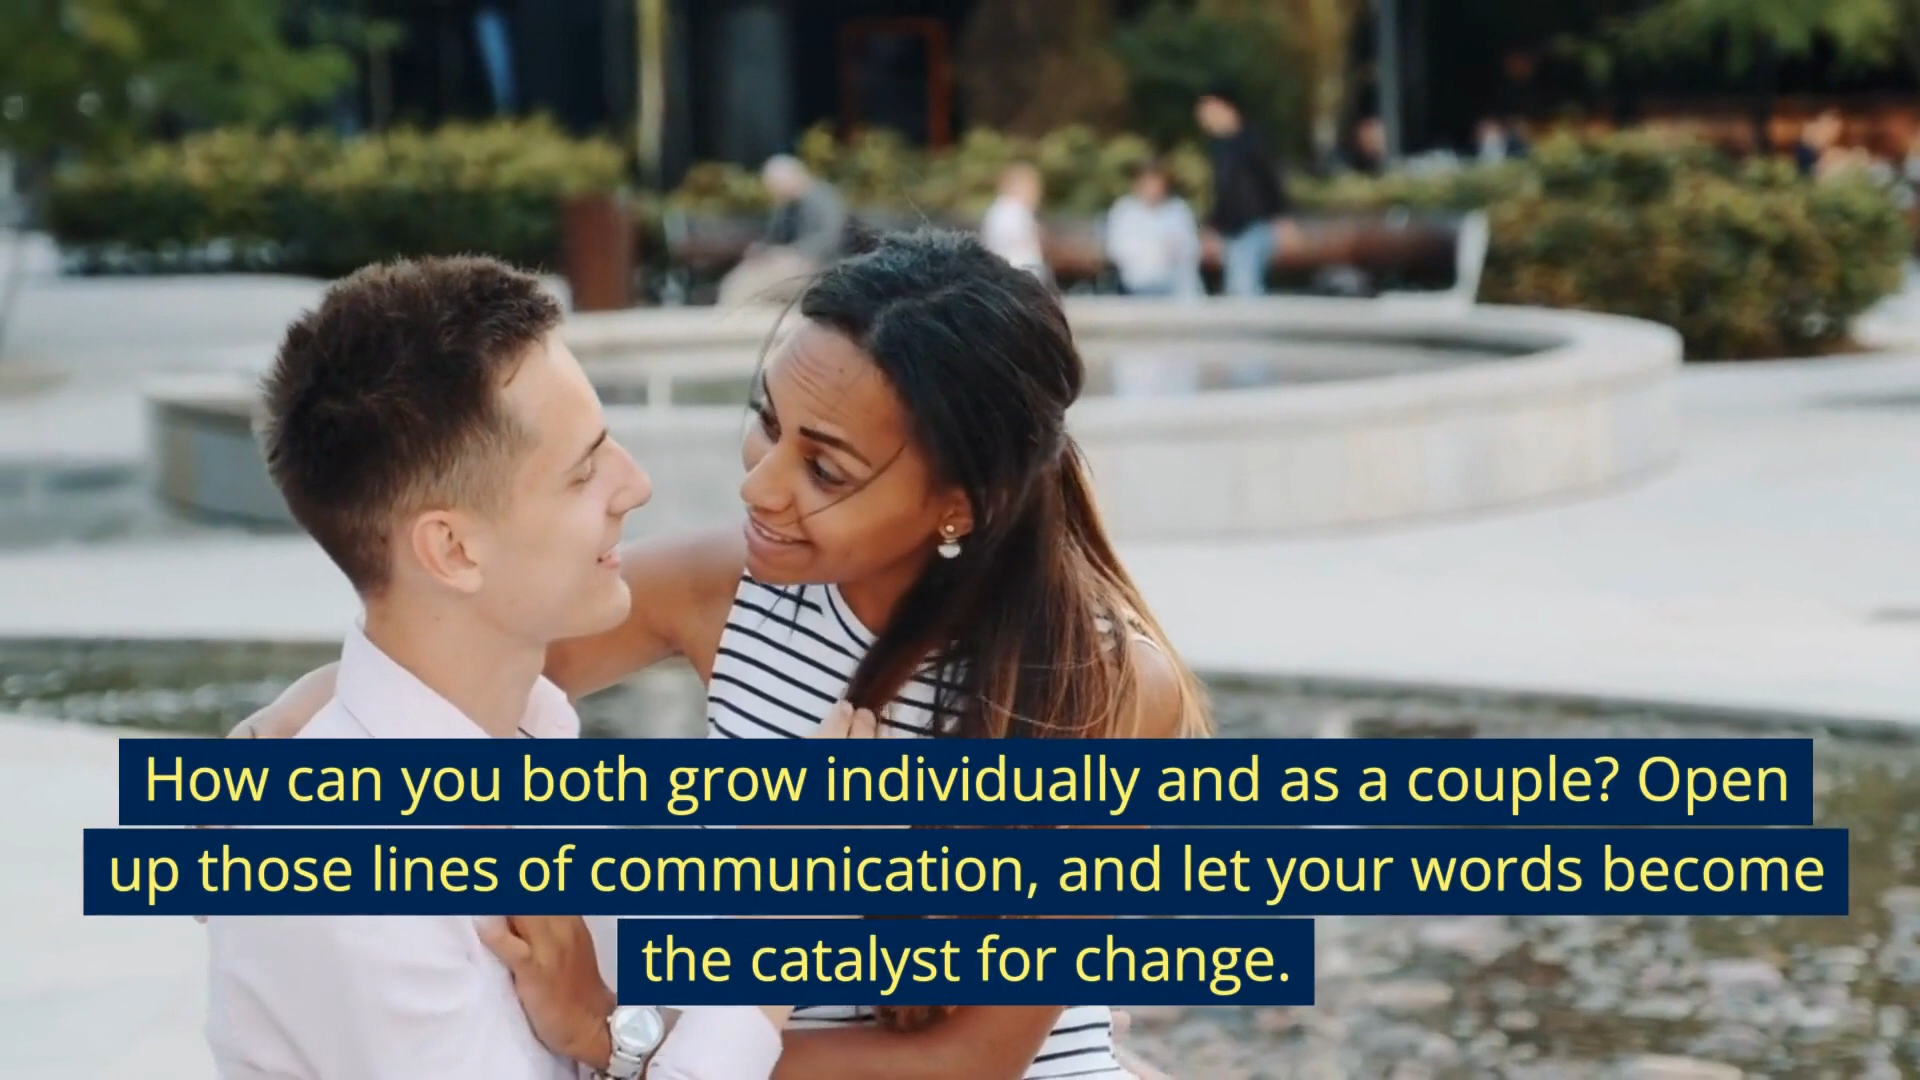 How can you both grow individually and as a couple? Open
up those lines of communication, and let your words become
the catalyst for change.